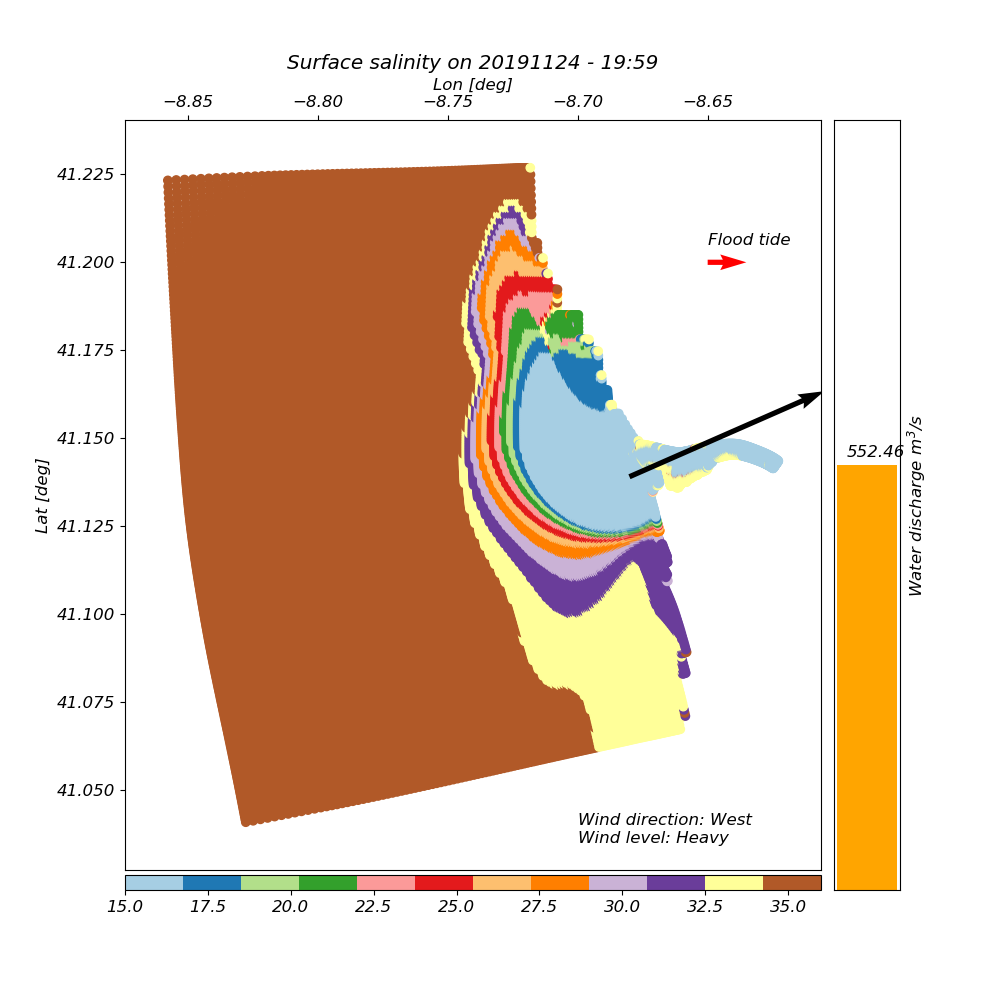 Surface salinity on 20191124 - 19:59
Lon [deg]
−8.85 −8.80 −8.75 −8.70 −8.65
41.225
41.200
41.175
41.150
41.125
41.100
41.075
41.050
Lat [deg]
Flood tide
552.46
Water discharge m³/s
Wind direction: West
Wind level: Heavy
15.0 17.5 20.0 22.5 25.0 27.5 30.0 32.5 35.0